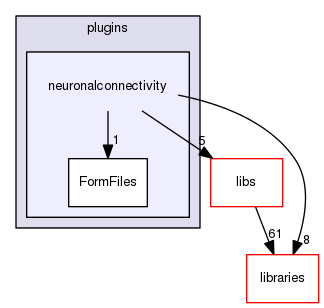 plugins
neuronalconnectivity
1
5
FormFiles
libs
61
8
libraries